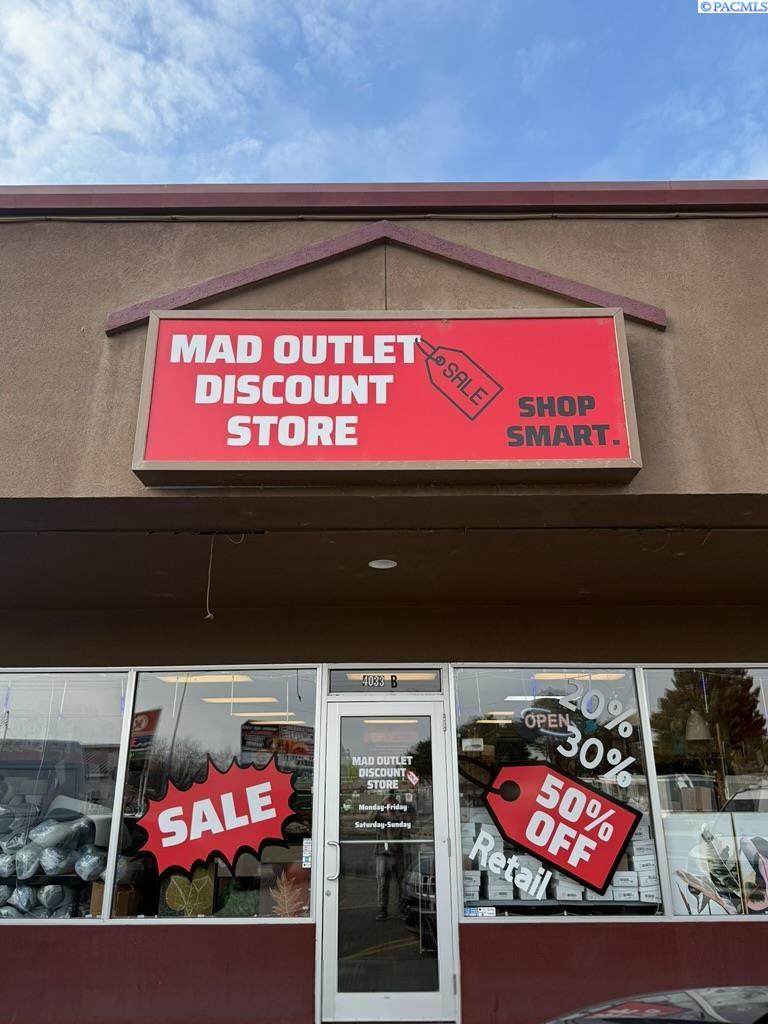 ©PACMLS
MAD OUTLET
DISCOUNT
STORE
SALE
SHOP
SMART.
4033 B
MAD OUTLET
DISCOUNT
STORE
Monday-Friday
Saturday-Sunday
SALE
OPEN
20%
30%
50%
OFF
Retail